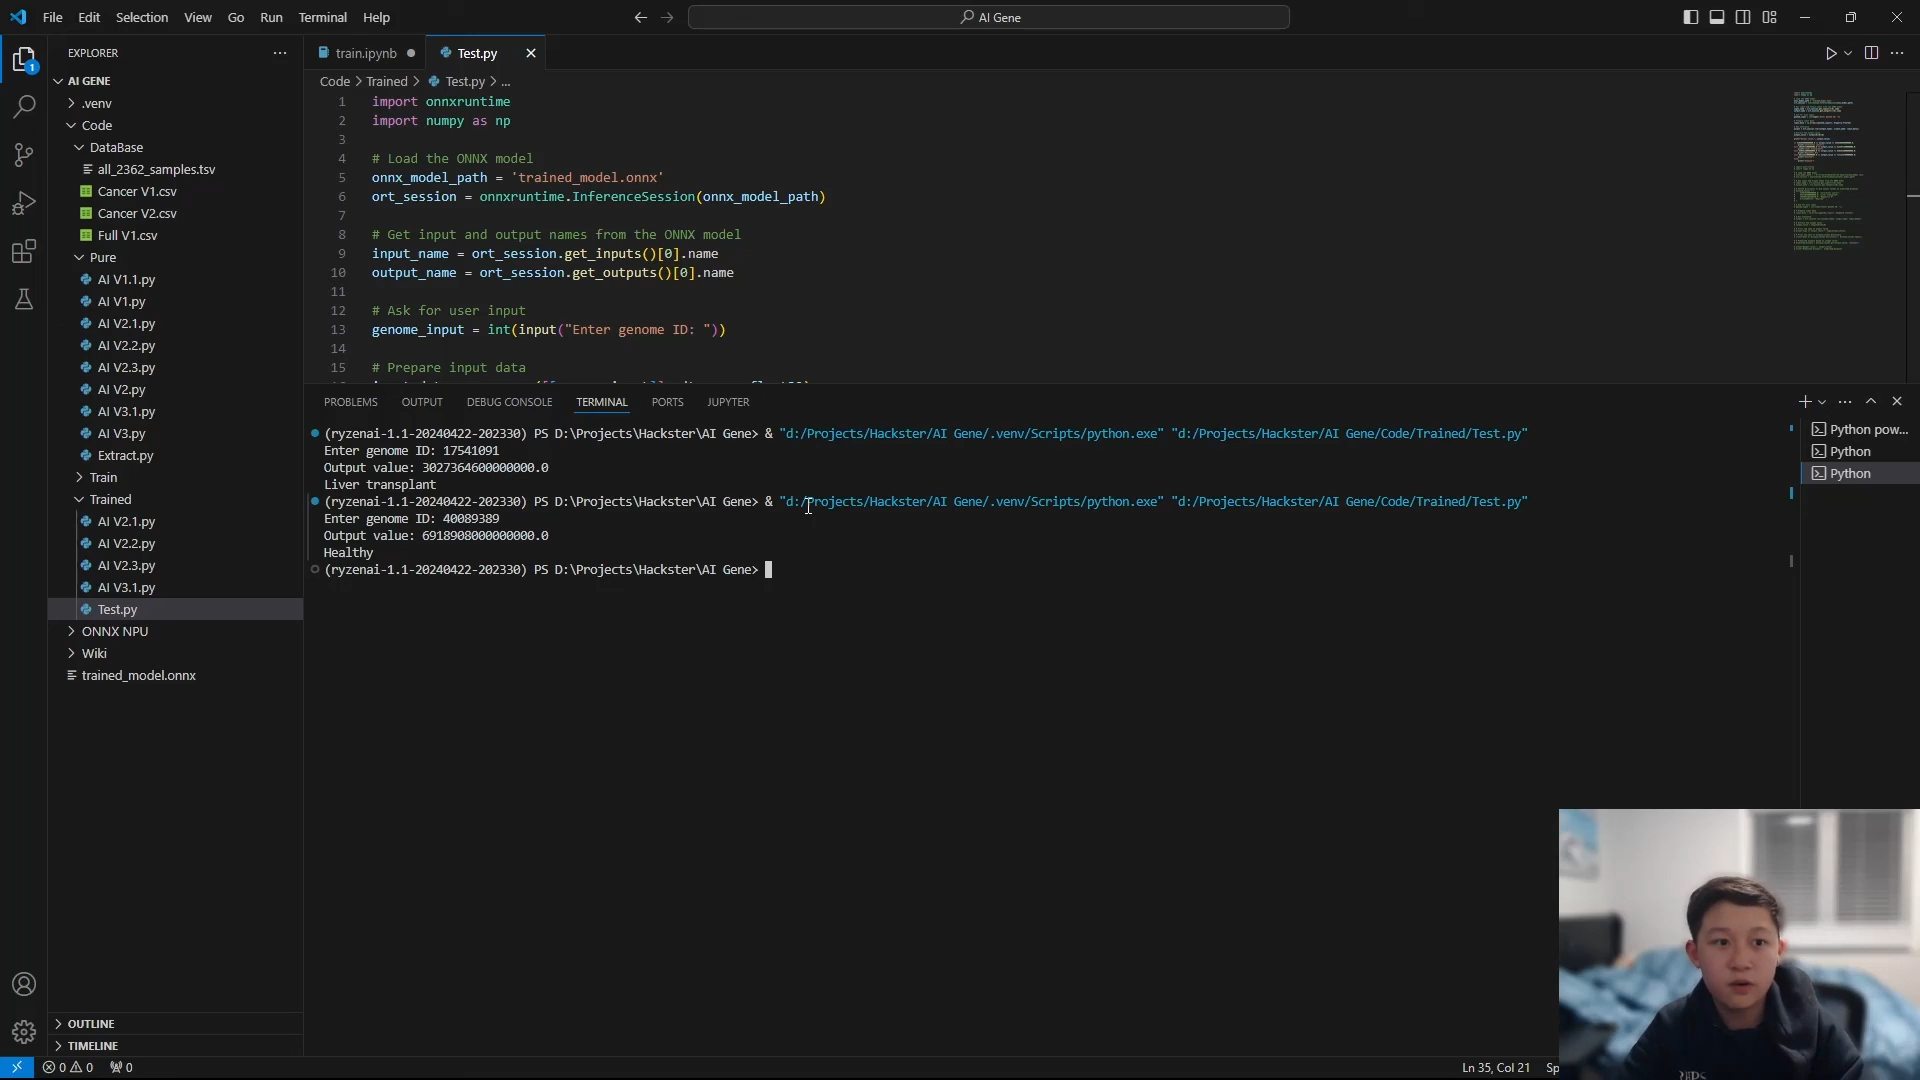 File Edit Selection View Go Run Terminal Help
AI Gene
EXPLORER
AI GENE
.venv
Code
DataBase
all_2362_samples.tsv
Cancer V1.csv
Cancer V2.csv
Full V1.csv
Pure
AI V1.1.py
AI V1.py
AI V2.1.py
AI V2.2.py
AI V2.3.py
AI V2.py
AI V3.1.py
AI V3.py
Extract.py
Train
Trained
AI V2.1.py
AI V2.2.py
AI V2.3.py
AI V3.1.py
Test.py
ONNX NPU
Wiki
trained_model.onnx
OUTLINE
TIMELINE
train.ipynb
Test.py
Code > Trained > Test.py > ...
1 import onnxruntime
2 import numpy as np
3
4 # Load the ONNX model
5 onnx_model_path = 'trained_model.onnx'
6 ort_session = onnxruntime.InferenceSession(onnx_model_path)
7
8 # Get input and output names from the ONNX model
9 input_name = ort_session.get_inputs()[0].name
10 output_name = ort_session.get_outputs()[0].name
11
12 # Ask for user input
13 genome_input = int(input("Enter genome ID: "))
14
15 # Prepare input data
PROBLEMS OUTPUT DEBUG CONSOLE TERMINAL PORTS JUPYTER
(ryzenai-1.1-20240422-202330) PS D:\Projects\Hackster\AI Gene> & "d:/Projects/Hackster/AI Gene/.venv/Scripts/python.exe" "d:/Projects/Hackster/AI Gene/Code/Trained/Test.py"
Enter genome ID: 17541091
Output value: 3027364600000000.0
Liver transplant
(ryzenai-1.1-20240422-202330) PS D:\Projects\Hackster\AI Gene> & "d:/Projects/Hackster/AI Gene/.venv/Scripts/python.exe" "d:/Projects/Hackster/AI Gene/Code/Trained/Test.py"
Enter genome ID: 40089389
Output value: 6918908000000000.0
Healthy
(ryzenai-1.1-20240422-202330) PS D:\Projects\Hackster\AI Gene>
Python pow...
Python
Python
1
0 0 0
Ln 35, Col 21